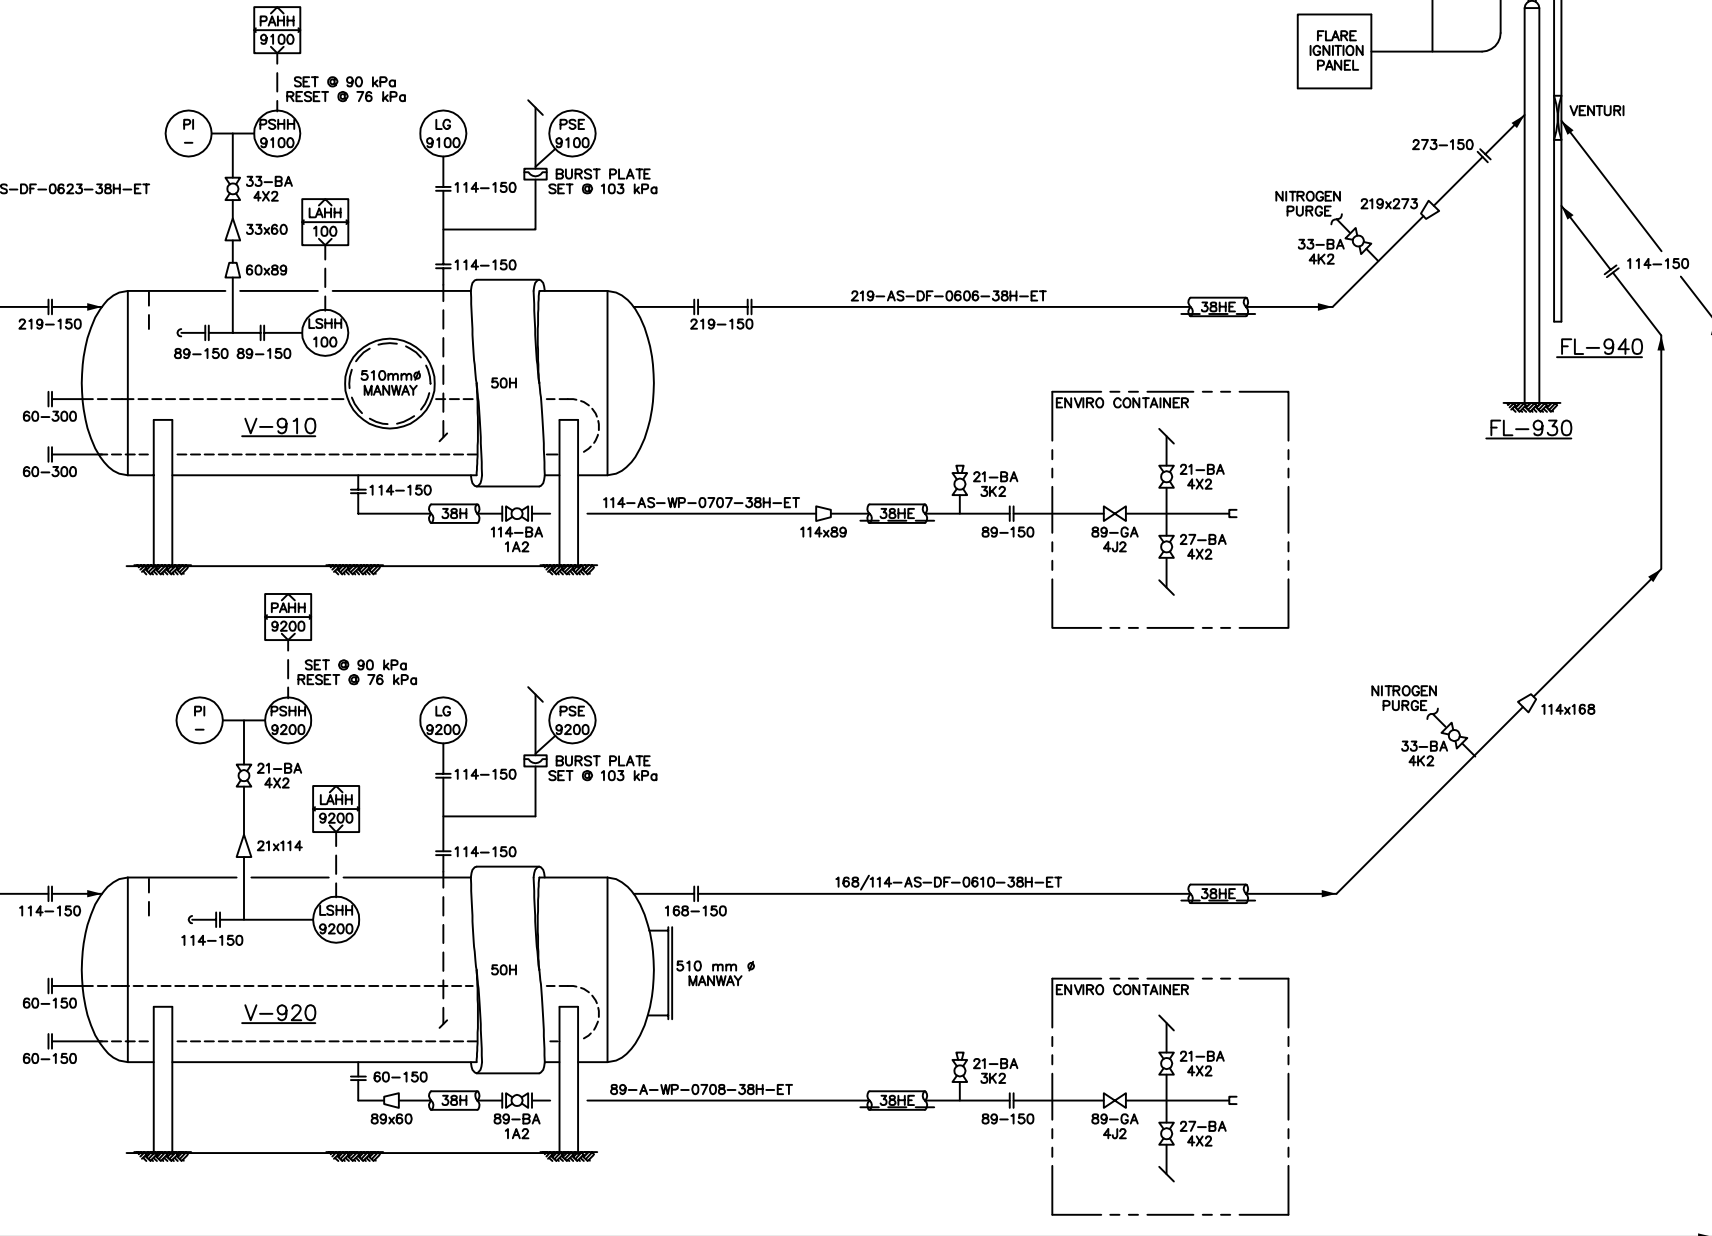 PAHH
9100
SET @ 90 kPa
RESET @ 76 kPa
PI
–
PSHH
9100
LG
9100
PSE
9100
BURST PLATE
SET @ 103 kPa
S-DF-0623-38H-ET
33-BA
4X2
114-150
LAHH
100
33x60
60x89
114-150
219-150
89-150
89-150
LSHH
100
510mmø
MANWAY
50H
60-300
V-910
60-300
219-150
219-AS-DF-0606-38H-ET
38HE
FLARE
IGNITION
PANEL
VENTURI
273-150
NITROGEN
PURGE
219x273
33-BA
4K2
114-150
FL-940
FL-930
ENVIRO CONTAINER
114-150
38H
114-BA
1A2
114-AS-WP-0707-38H-ET
114x89
38HE
21-BA
3K2
89-150
89-GA
4J2
21-BA
4X2
27-BA
4X2
PAHH
9200
SET @ 90 kPa
RESET @ 76 kPa
PI
–
PSHH
9200
LG
9200
PSE
9200
BURST PLATE
SET @ 103 kPa
21-BA
4X2
114-150
LAHH
9200
21x114
114-150
114-150
114-150
LSHH
9200
50H
60-150
V-920
60-150
168-150
168/114-AS-DF-0610-38H-ET
38HE
510 mm ø
MANWAY
NITROGEN
PURGE
114x168
33-BA
4K2
ENVIRO CONTAINER
60-150
89x60
38H
89-BA
1A2
89-A-WP-0708-38H-ET
38HE
21-BA
3K2
89-150
89-GA
4J2
21-BA
4X2
27-BA
4X2